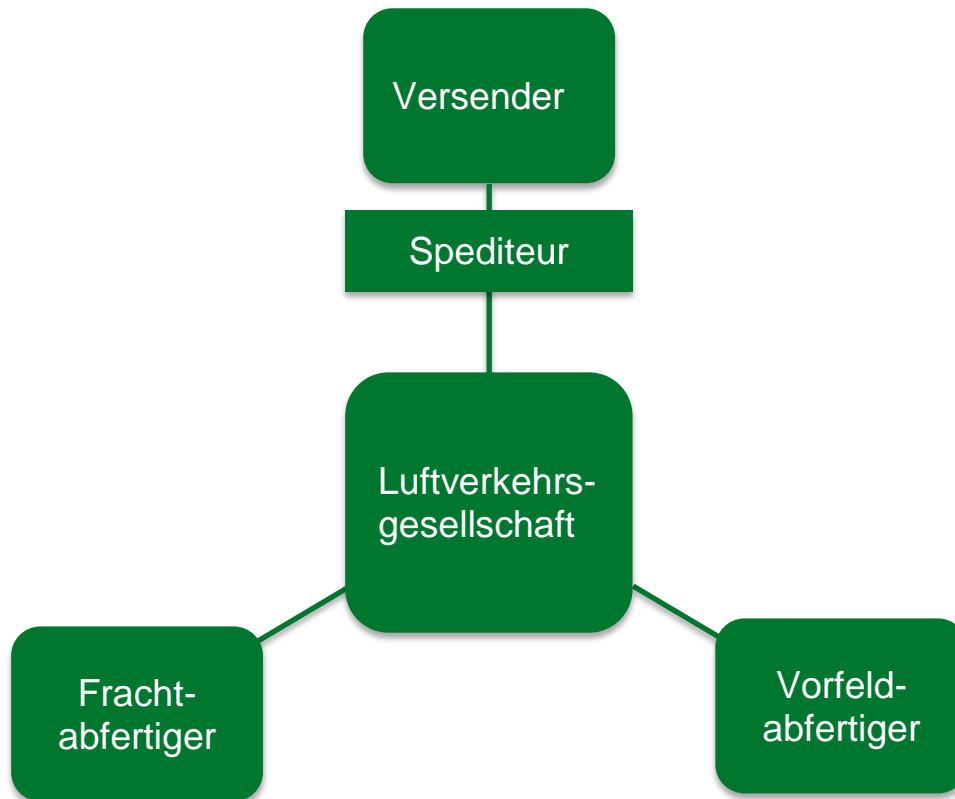 Versender
Spediteur
Luftverkehrs-
gesellschaft
Fracht-
abfertiger
Vorfeld-
abfertiger